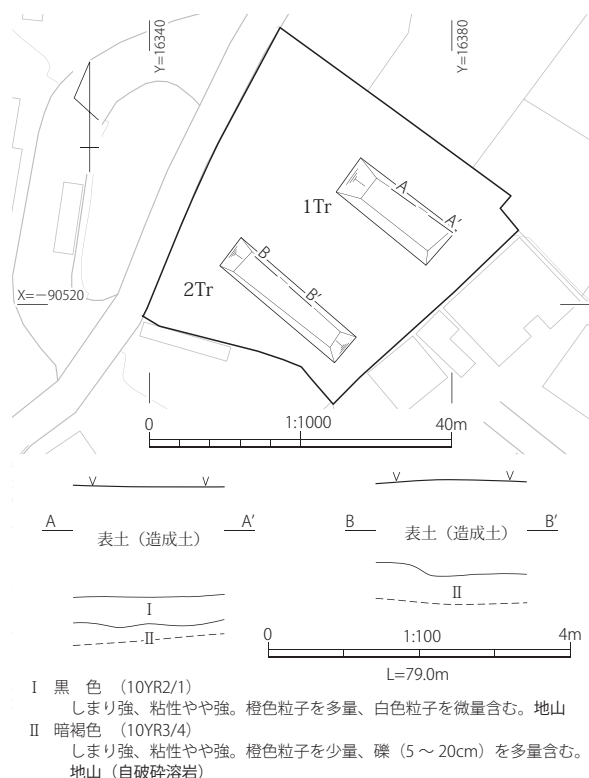 Y=16340
Y=16380
A
A'
1Tr
B
B'
2Tr
X=－90520
0
1:1000
40m
A
表土（造成土）
A'
Ⅰ
Ⅱ
B
表土（造成土）
B'
Ⅱ
0
1:100
4m
L=79.0m
Ⅰ 黒　色　（10YR2/1）
しまり強、粘性やや強。橙色粒子を多量、白色粒子を微量含む。地山
Ⅱ 暗褐色　（10YR3/4）
しまり強、粘性やや強。橙色粒子を少量、礫（5 ～ 20cm）を多量含む。
地山（自破砕溶岩）